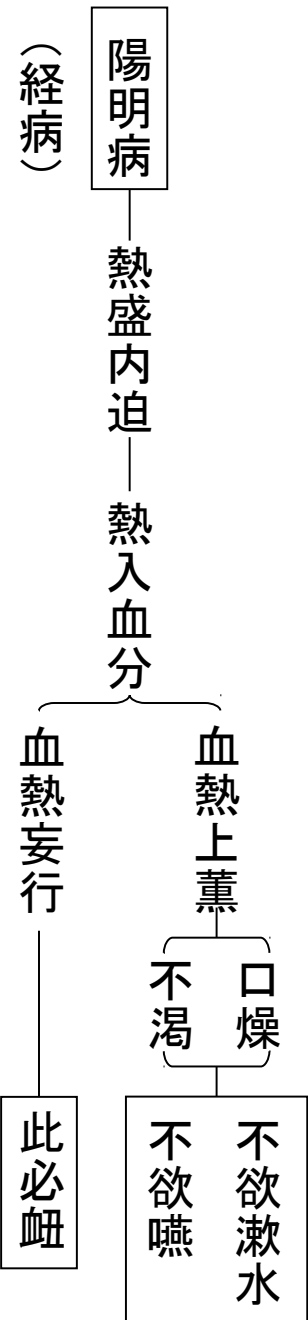 陽明病
（経病）
熱盛内迫
熱入血分
血熱上薫
口燥
不渇
不欲漱水
不欲嚥
血熱妄行
此必衄